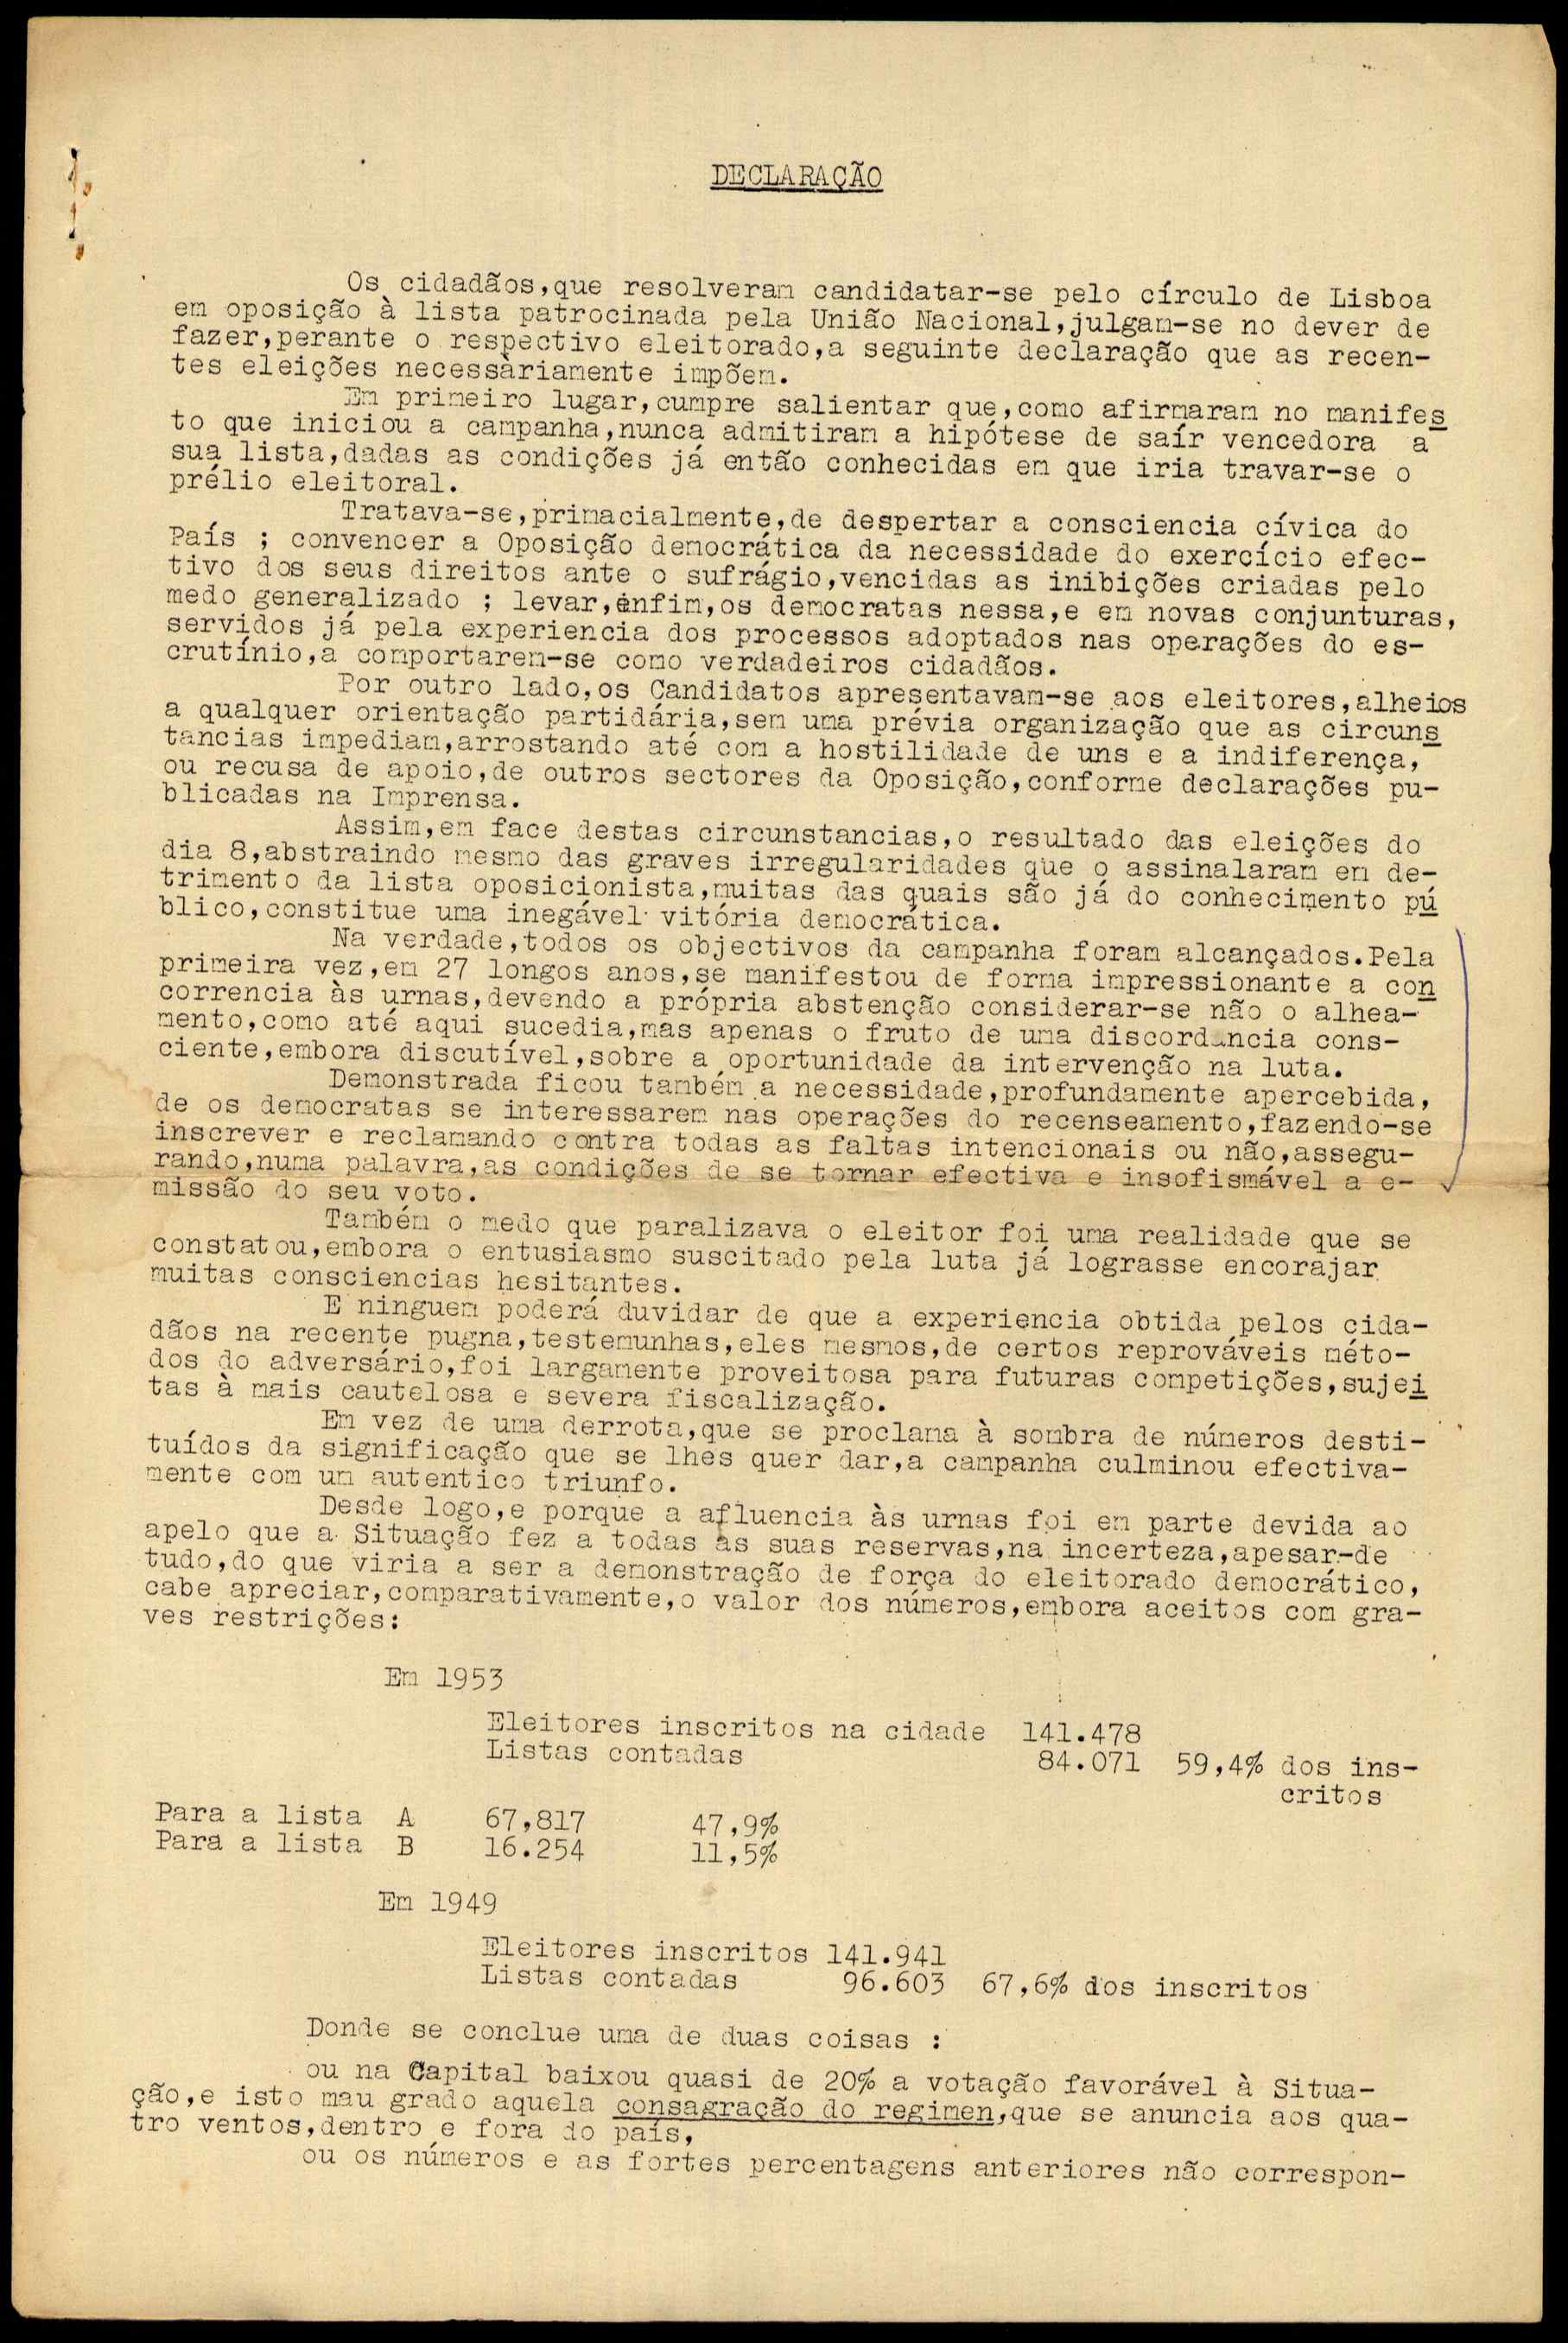 DECLARAÇÃO
Os cidadãos,que resolveram candidatar-se pelo círculo de Lisboa
em oposição à lista patrocinada pela União Nacional,julgam-se no dever de
fazer,perante o respectivo eleitorado,a seguinte declaração que as recen-
tes eleições necessàriamente impõem.
Em primeiro lugar,cumpre salientar que,como afirmaram no manifes
to que iniciou a campanha,nunca admitiram a hipótese de saír vencedora a
sua lista,dadas as condições já então conhecidas em que iria travar-se o
prélio eleitoral.
Tratava-se,primacialmente,de despertar a consciencia cívica do
País ; convencer a Oposição democrática da necessidade do exercício efec-
tivo dos seus direitos ante o sufrágio,vencidas as inibições criadas pelo
medo generalizado ; levar,enfim,os democratas nessa,e em novas conjunturas,
servidos já pela experiencia dos processos adoptados nas operações do es-
crutínio,a comportarem-se como verdadeiros cidadãos.
Por outro lado,os Candidatos apresentavam-se aos eleitores,alheios
a qualquer orientação partidária,sem uma prévia organização que as circuns
tancias impediam,arrostando até com a hostilidade de uns e a indiferença,
ou recusa de apoio,de outros sectores da Oposição,conforme declarações pu-
blicadas na Imprensa.
Assim,em face destas circunstancias,o resultado das eleições do
dia 8,abstraindo mesmo das graves irregularidades que o assinalaram em de-
trimento da lista oposicionista,muitas das quais são já do conhecimento pú
blico,constitue uma inegável vitória democrática.
Na verdade,todos os objectivos da campanha foram alcançados.Pela
primeira vez,em 27 longos anos,se manifestou de forma impressionante a con
correncia às urnas,devendo a própria abstenção considerar-se não o alhea-
mento,como até aqui sucedia,mas apenas o fruto de uma discordancia cons-
ciente,embora discutível,sobre a oportunidade da intervenção na luta.
Demonstrada ficou também a necessidade,profundamente apercebida,
de os democratas se interessarem nas operações do recenseamento,fazendo-se
inscrever e reclamando contra todas as faltas intencionais ou não,assegu-
rando,numa palavra,as condições de se tornar efectiva e insofismável a e-
missão do seu voto.
Também o medo que paralizava o eleitor foi uma realidade que se
constatou,embora o entusiasmo suscitado pela luta já lograsse encorajar
muitas consciencias hesitantes.
E ninguem poderá duvidar de que a experiencia obtida pelos cida-
dãos na recente pugna,testemunhas,eles mesmos,de certos reprováveis méto-
dos do adversário,foi largamente proveitosa para futuras competições,sujei
tas à mais cautelosa e severa fiscalização.
Em vez de uma derrota,que se proclama à sombra de números desti-
tuídos da significação que se lhes quer dar,a campanha culminou efectiva-
mente com um autentico triunfo.
Desde logo,e porque a afluencia às urnas foi em parte devida ao
apelo que a Situação fez a todas as suas reservas,na incerteza,apesar-de
tudo,do que viria a ser a demonstração de força do eleitorado democrático,
cabe apreciar,comparativamente,o valor dos números,embora aceitos com gra-
ves restrições:
Em 1953
Eleitores inscritos na cidade 141.478
Listas contadas 84.071 59,4% dos ins-
critos
Para a lista A 67,817 47,9%
Para a lista B 16.254 11,5%
Em 1949
Eleitores inscritos 141.941
Listas contadas 96.603 67,6% dos inscritos
Donde se conclue uma de duas coisas :
ou na Capital baixou quasi de 20% a votação favorável à Situa-
ção,e isto mau grado aquela consagração do regimen,que se anuncia aos qua-
tro ventos,dentro e fora do país,
ou os números e as fortes percentagens anteriores não correspon-